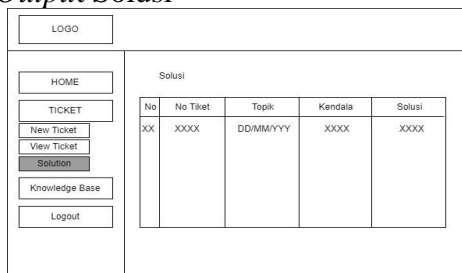 Output Solusi
LOGO
HOME
TICKET
New Ticket
View Ticket
Solution
Knowledge Base
Logout
Solusi
No No Tiket Topik Kendala Solusi
XX XXXX DD/MM/YYY XXXX XXXX